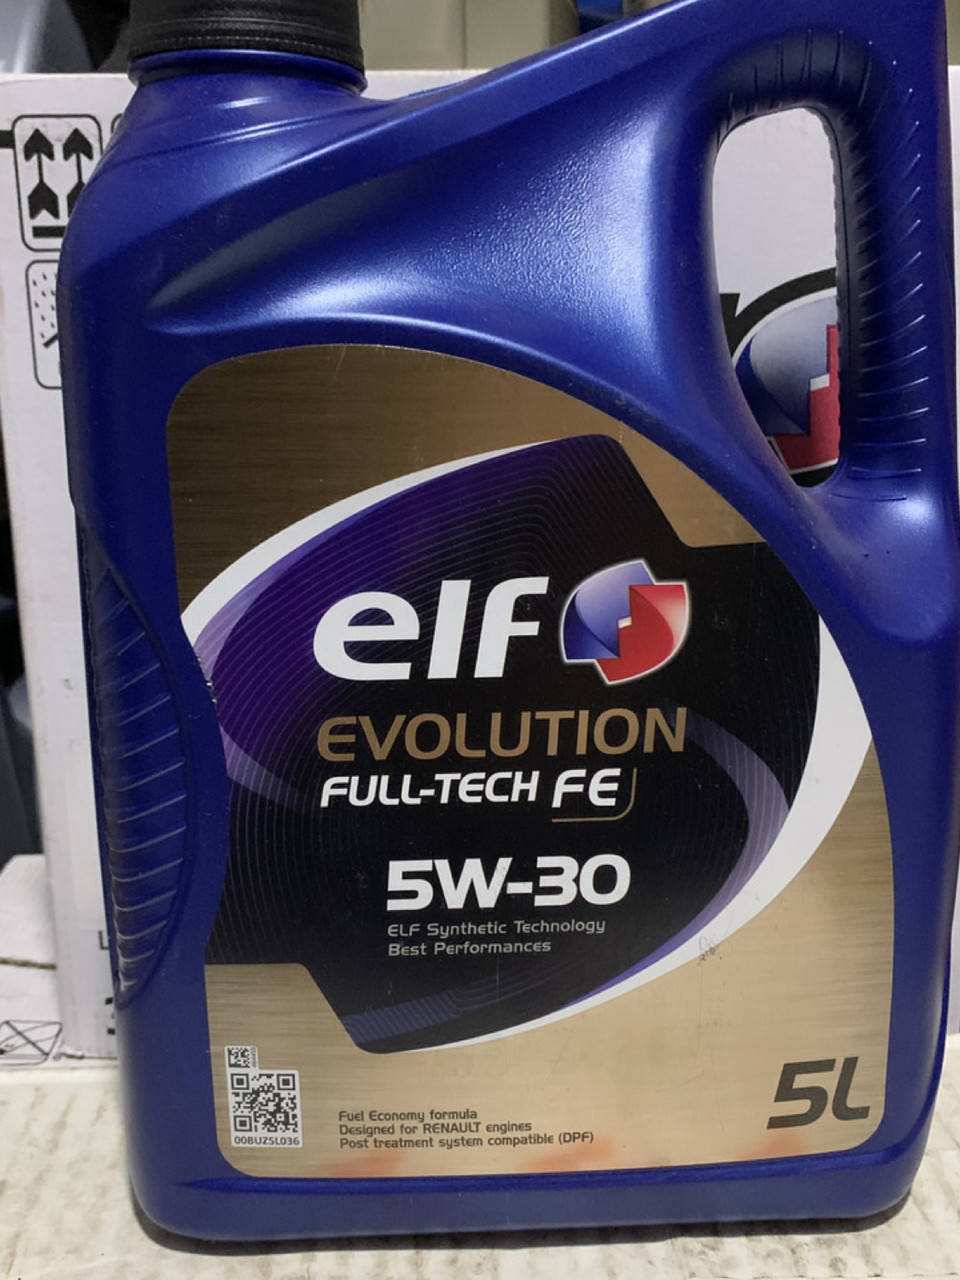 elf
EVOLUTION
FULL-TECH FE
5W-30
ELF Synthetic Technology
Best Performances
5L
00BUZ5L036
Fuel Economy formula
Designed for RENAULT engines
Post treatment system compatible (DPF)